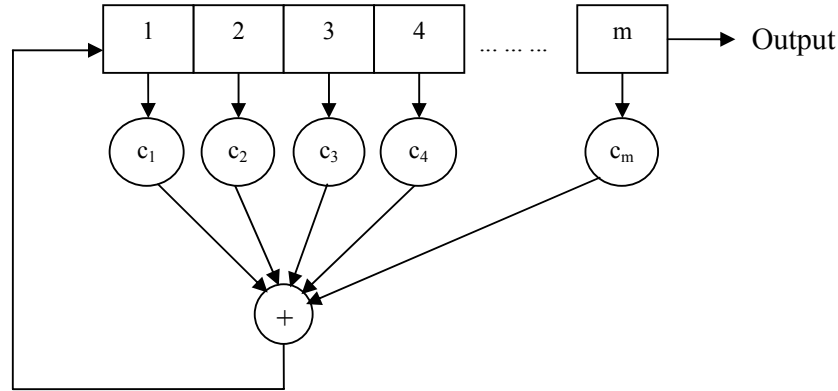 1 2 3 4 ... ... ... m Output
c₁ c₂ c₃ c₄ cₘ
+